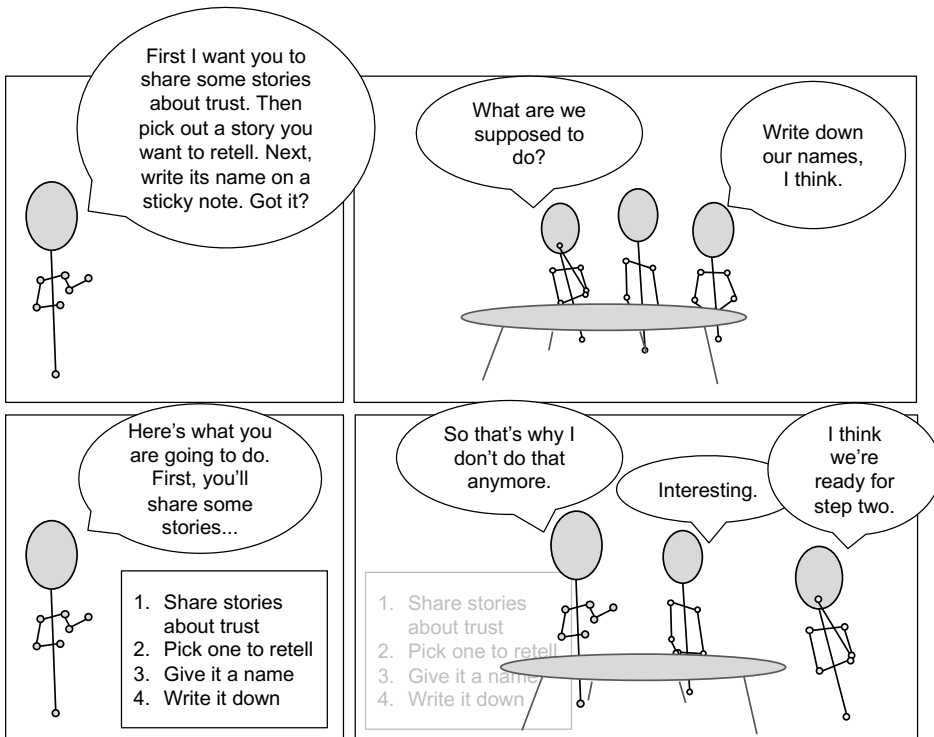 First I want you to
share some stories
about trust. Then
pick out a story you
want to retell. Next,
write its name on a
sticky note. Got it?
What are we
supposed to
do?
Write down
our names,
I think.
Here's what you
are going to do.
First, you'll
share some
stories...
1. Share stories
about trust
2. Pick one to retell
3. Give it a name
4. Write it down
So that's why I
don't do that
anymore.
Interesting.
I think
we're
ready for
step two.
1. Share stories
about trust
2. Pick one to retell
3. Give it a name
4. Write it down